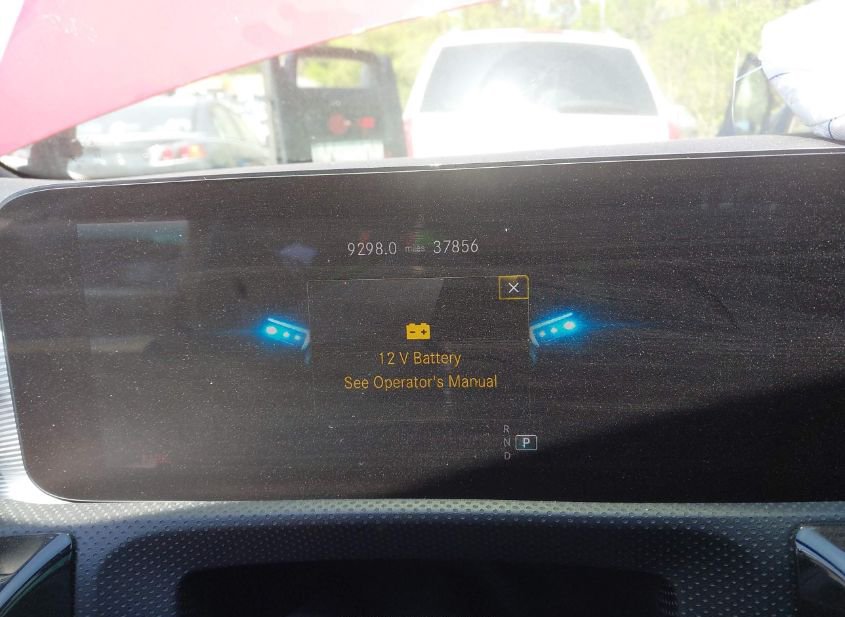 9298.0 miles 37856
12 V Battery
See Operator's Manual
R
N P
D